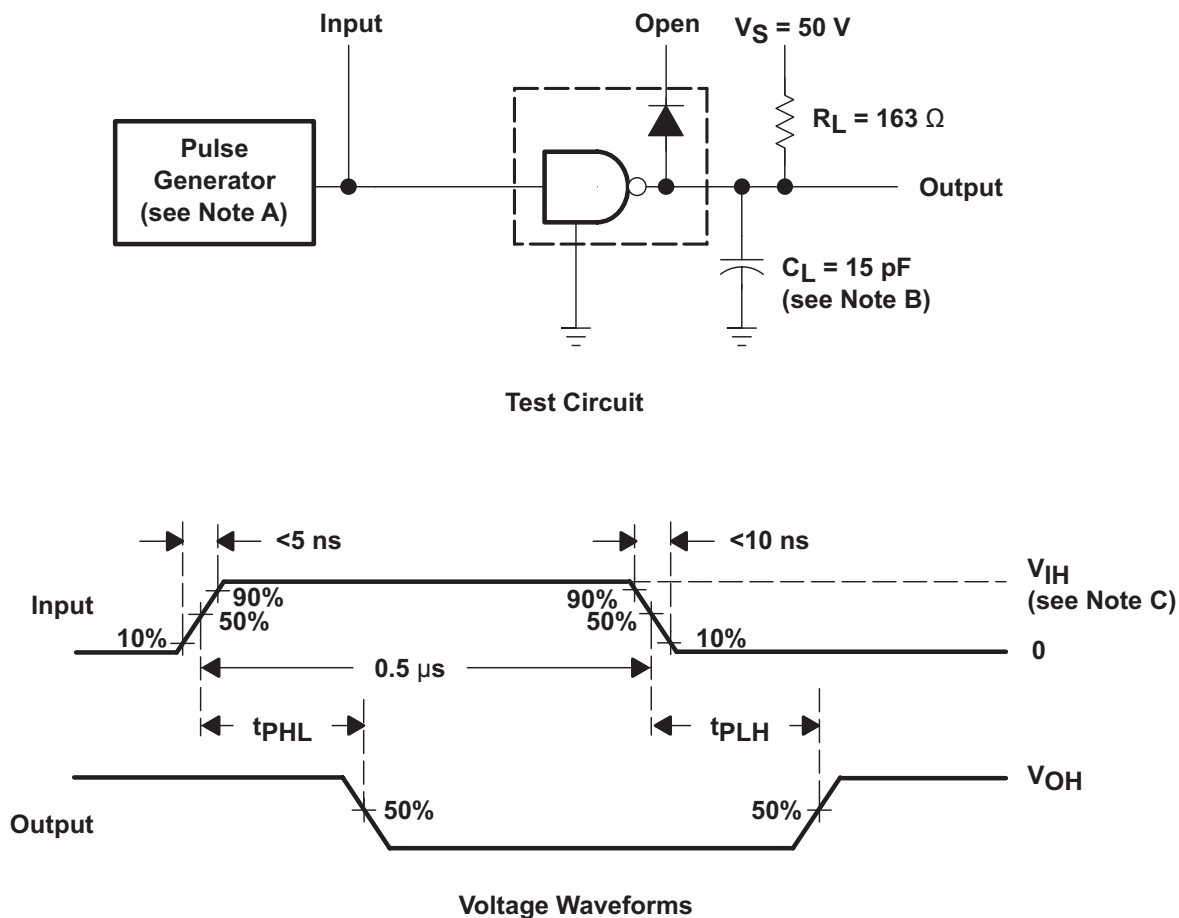 Input
Open
VS = 50 V
Pulse
Generator
(see Note A)
RL = 163 Ω
Output
CL = 15 pF
(see Note B)
Test Circuit
<5 ns
<10 ns
VIH
(see Note C)
Input
90%
50%
10%
90%
50%
10%
0
0.5 μs
tPHL
tPLH
VOH
Output
50%
50%
Voltage Waveforms